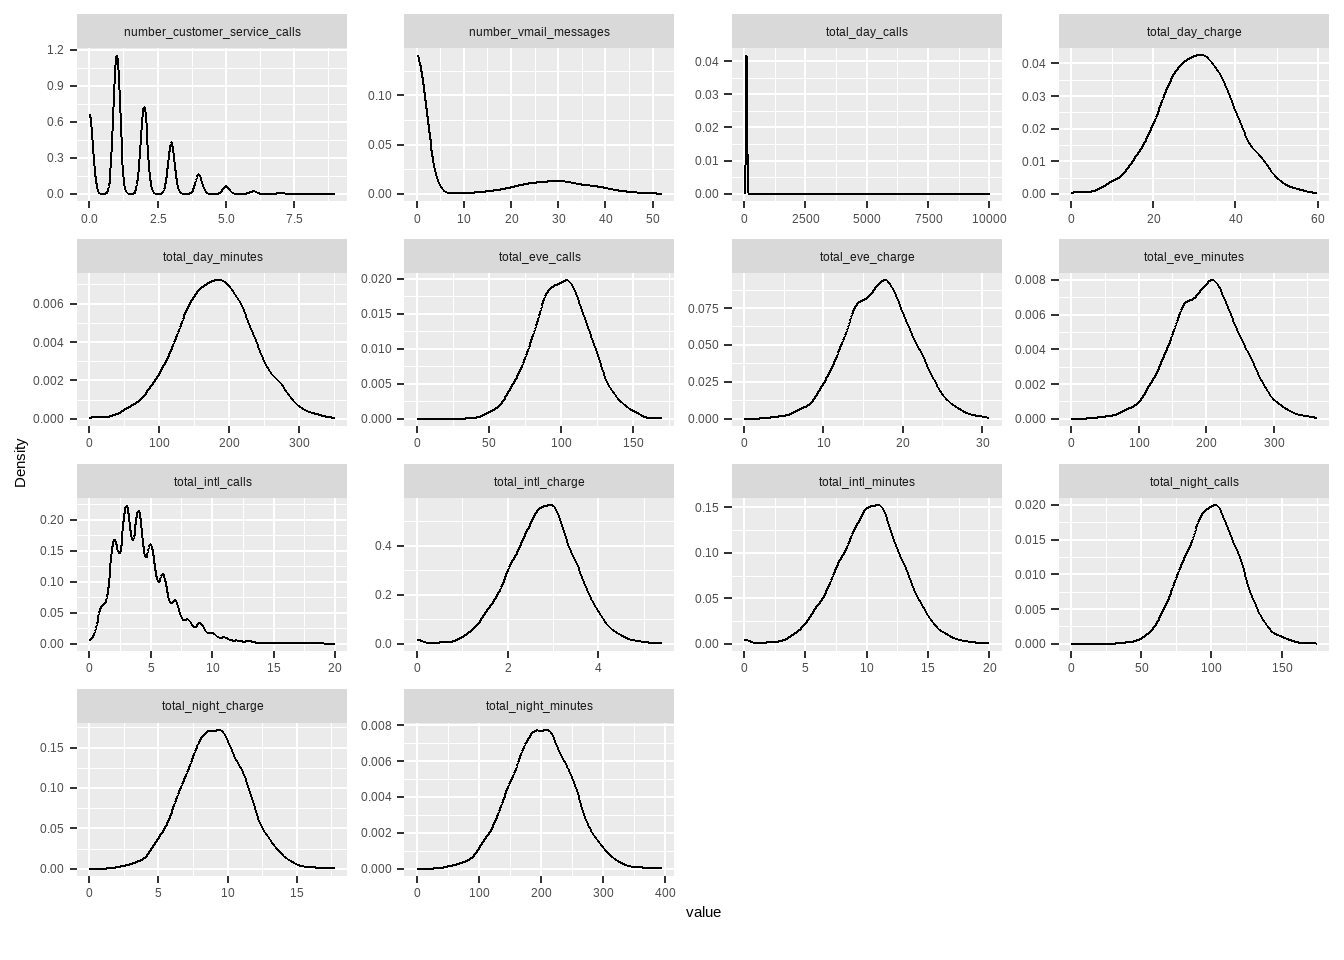 number_customer_service_calls
number_vmail_messages
total_day_calls
total_day_charge
1.2
0.9
0.6
0.3
0.0
0.0 2.5 5.0 7.5
0.10
0.05
0.00
0 10 20 30 40 50
0.04
0.03
0.02
0.01
0.00
0 2500 5000 7500 10000
0.04
0.03
0.02
0.01
0.00
0 20 40 60
total_day_minutes
total_eve_calls
total_eve_charge
total_eve_minutes
0.006
0.004
0.002
0.000
0 100 200 300
0.020
0.015
0.010
0.005
0.000
0 50 100 150
0.075
0.050
0.025
0.000
0 10 20 30
0.008
0.006
0.004
0.002
0.000
0 100 200 300
Density
total_intl_calls
total_intl_charge
total_intl_minutes
total_night_calls
0.20
0.15
0.10
0.05
0.00
0 5 10 15 20
0.4
0.2
0.0
0 2 4
0.15
0.10
0.05
0.00
0 5 10 15 20
0.020
0.015
0.010
0.005
0.000
0 50 100 150
total_night_charge
total_night_minutes
0.15
0.10
0.05
0.00
0 5 10 15
0.008
0.006
0.004
0.002
0.000
0 100 200 300 400
value